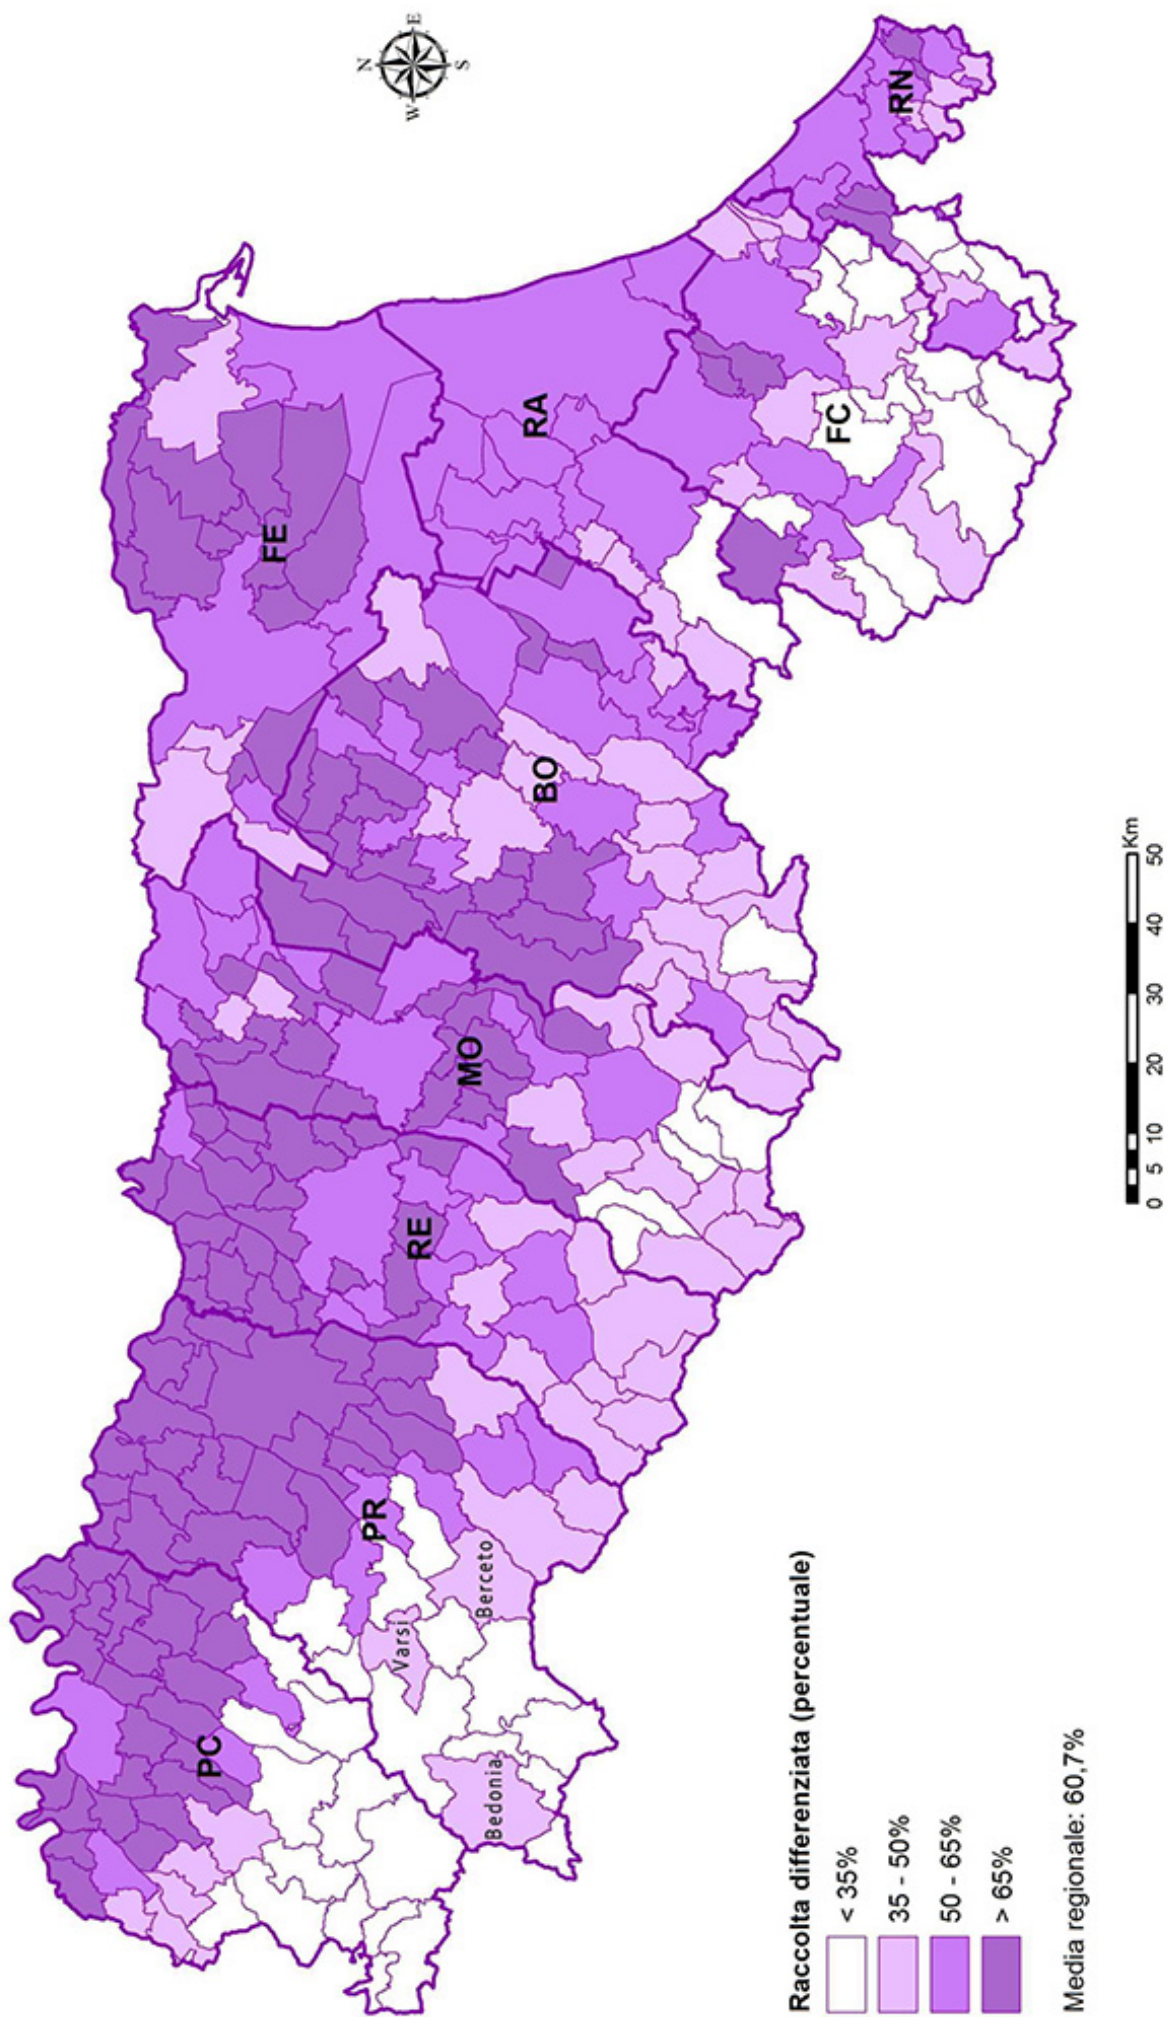 N
E
S
W
PC
PR
RE
MO
BO
FE
RA
FC
RN
Varsi
Berceto
Bedonia
Raccolta differenziata (percentuale)
< 35%
35 - 50%
50 - 65%
> 65%
Media regionale: 60,7%
0 5 10 20 30 40 50
Km